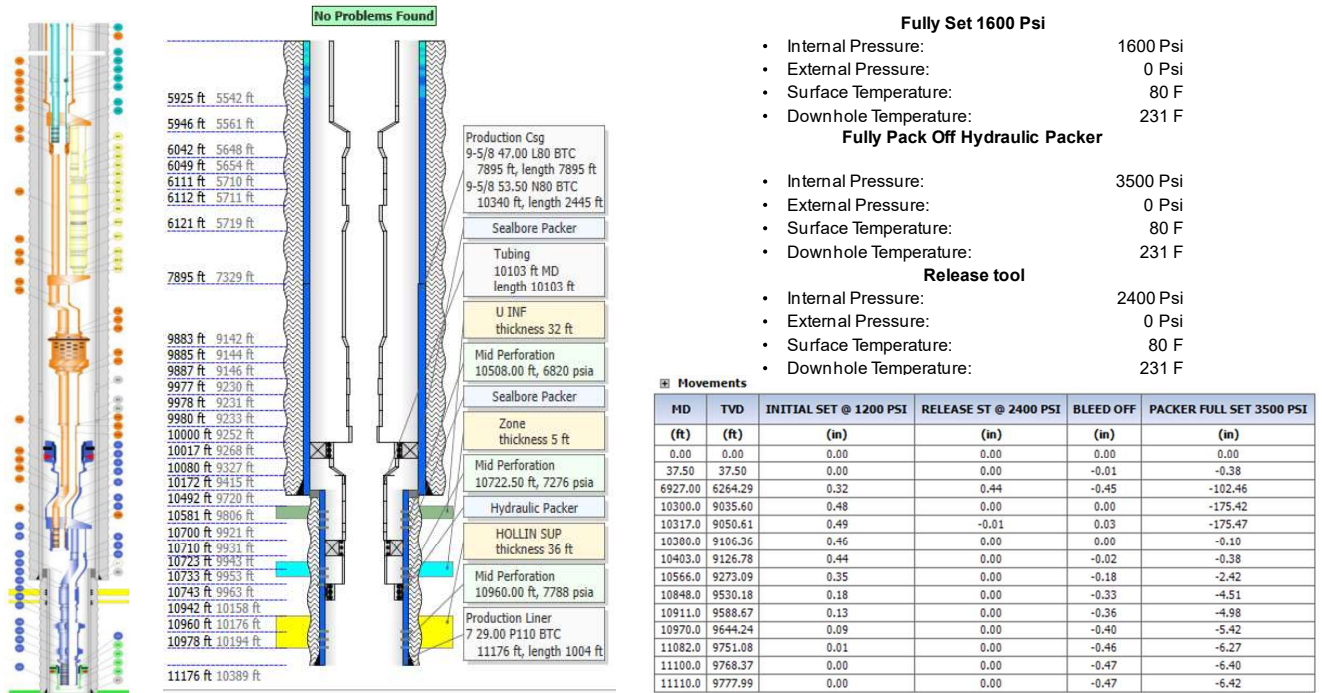 No Problems Found
5925 ft 5542 ft
5946 ft 5561 ft
6042 ft 5648 ft
6049 ft 5654 ft
6111 ft 5710 ft
6112 ft 5711 ft
6121 ft 5719 ft
7895 ft 7329 ft
9883 ft 9142 ft
9885 ft 9144 ft
9887 ft 9146 ft
9977 ft 9230 ft
9978 ft 9231 ft
9980 ft 9233 ft
10000 ft 9252 ft
10017 ft 9268 ft
10080 ft 9327 ft
10172 ft 9415 ft
10492 ft 9720 ft
10581 ft 9806 ft
10700 ft 9921 ft
10710 ft 9931 ft
10723 ft 9943 ft
10733 ft 9953 ft
10743 ft 9963 ft
10942 ft 10158 ft
10960 ft 10176 ft
10978 ft 10194 ft
11176 ft 10389 ft
Production Csg
9-5/8 47.00 L80 BTC
7895 ft, length 7895 ft
9-5/8 53.50 N80 BTC
10340 ft, length 2445 ft
Sealbore Packer
Tubing
10103 ft MD
length 10103 ft
U INF
thickness 32 ft
Mid Perforation
10508.00 ft, 6820 psia
Sealbore Packer
Zone
thickness 5 ft
Mid Perforation
10722.50 ft, 7276 psia
Hydraulic Packer
HOLLIN SUP
thickness 36 ft
Mid Perforation
10960.00 ft, 7788 psia
Production Liner
7 29.00 P110 BTC
11176 ft, length 1004 ft
Fully Set 1600 Psi
• Internal Pressure: 1600 Psi
• External Pressure: 0 Psi
• Surface Temperature: 80 F
• Downhole Temperature: 231 F
Fully Pack Off Hydraulic Packer
• Internal Pressure: 3500 Psi
• External Pressure: 0 Psi
• Surface Temperature: 80 F
• Downhole Temperature: 231 F
Release tool
• Internal Pressure: 2400 Psi
• External Pressure: 0 Psi
• Surface Temperature: 80 F
• Downhole Temperature: 231 F
Movements
MD TVD INITIAL SET @ 1200 PSI RELEASE ST @ 2400 PSI BLEED OFF PACKER FULL SET 3500 PSI
(ft) (ft) (in) (in) (in) (in)
0.00 0.00 0.00 0.00 0.00 0.00
37.50 37.50 0.00 0.00 -0.01 -0.38
6927.00 6264.29 0.32 0.44 -0.45 -102.46
10300.0 9035.60 0.48 0.00 0.00 -175.42
10317.0 9050.61 0.49 -0.01 0.03 -175.47
10380.0 9106.36 0.46 0.00 0.00 -0.10
10403.0 9126.78 0.44 0.00 -0.02 -0.38
10566.0 9273.09 0.35 0.00 -0.18 -2.42
10848.0 9530.18 0.18 0.00 -0.33 -4.51
10911.0 9588.67 0.13 0.00 -0.36 -4.98
10970.0 9644.24 0.09 0.00 -0.40 -5.42
11082.0 9751.08 0.01 0.00 -0.46 -6.27
11100.0 9768.37 0.00 0.00 -0.47 -6.40
11110.0 9777.99 0.00 0.00 -0.47 -6.42